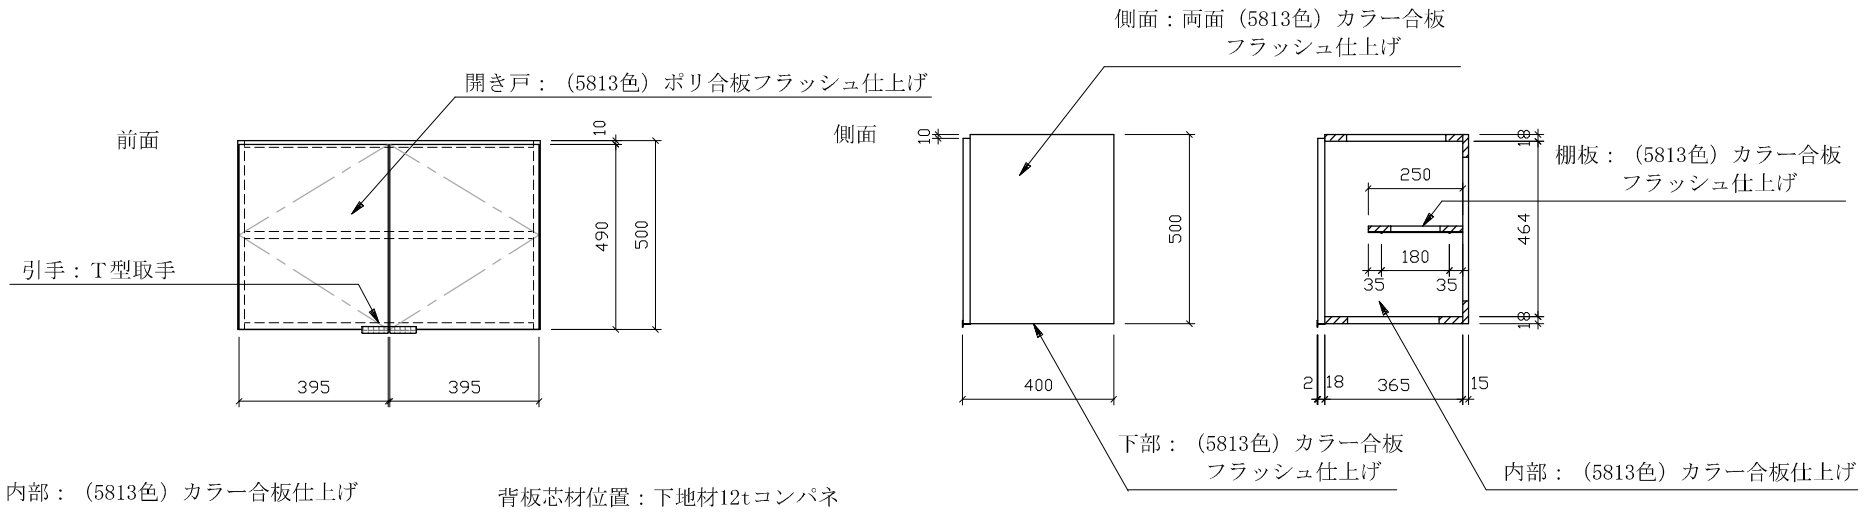 側面：両面（5813色）カラー合板
フラッシュ仕上げ
開き戸：（5813色）ポリ合板フラッシュ仕上げ
前面
10
490
500
引手：Ｔ型取手
395
395
側面
10
500
400
18
棚板：（5813色）カラー合板
フラッシュ仕上げ
250
464
180
35
35
18
2
18
365
15
下部：（5813色）カラー合板
フラッシュ仕上げ
内部：（5813色）カラー合板仕上げ
内部：（5813色）カラー合板仕上げ
背板芯材位置：下地材12tコンパネ